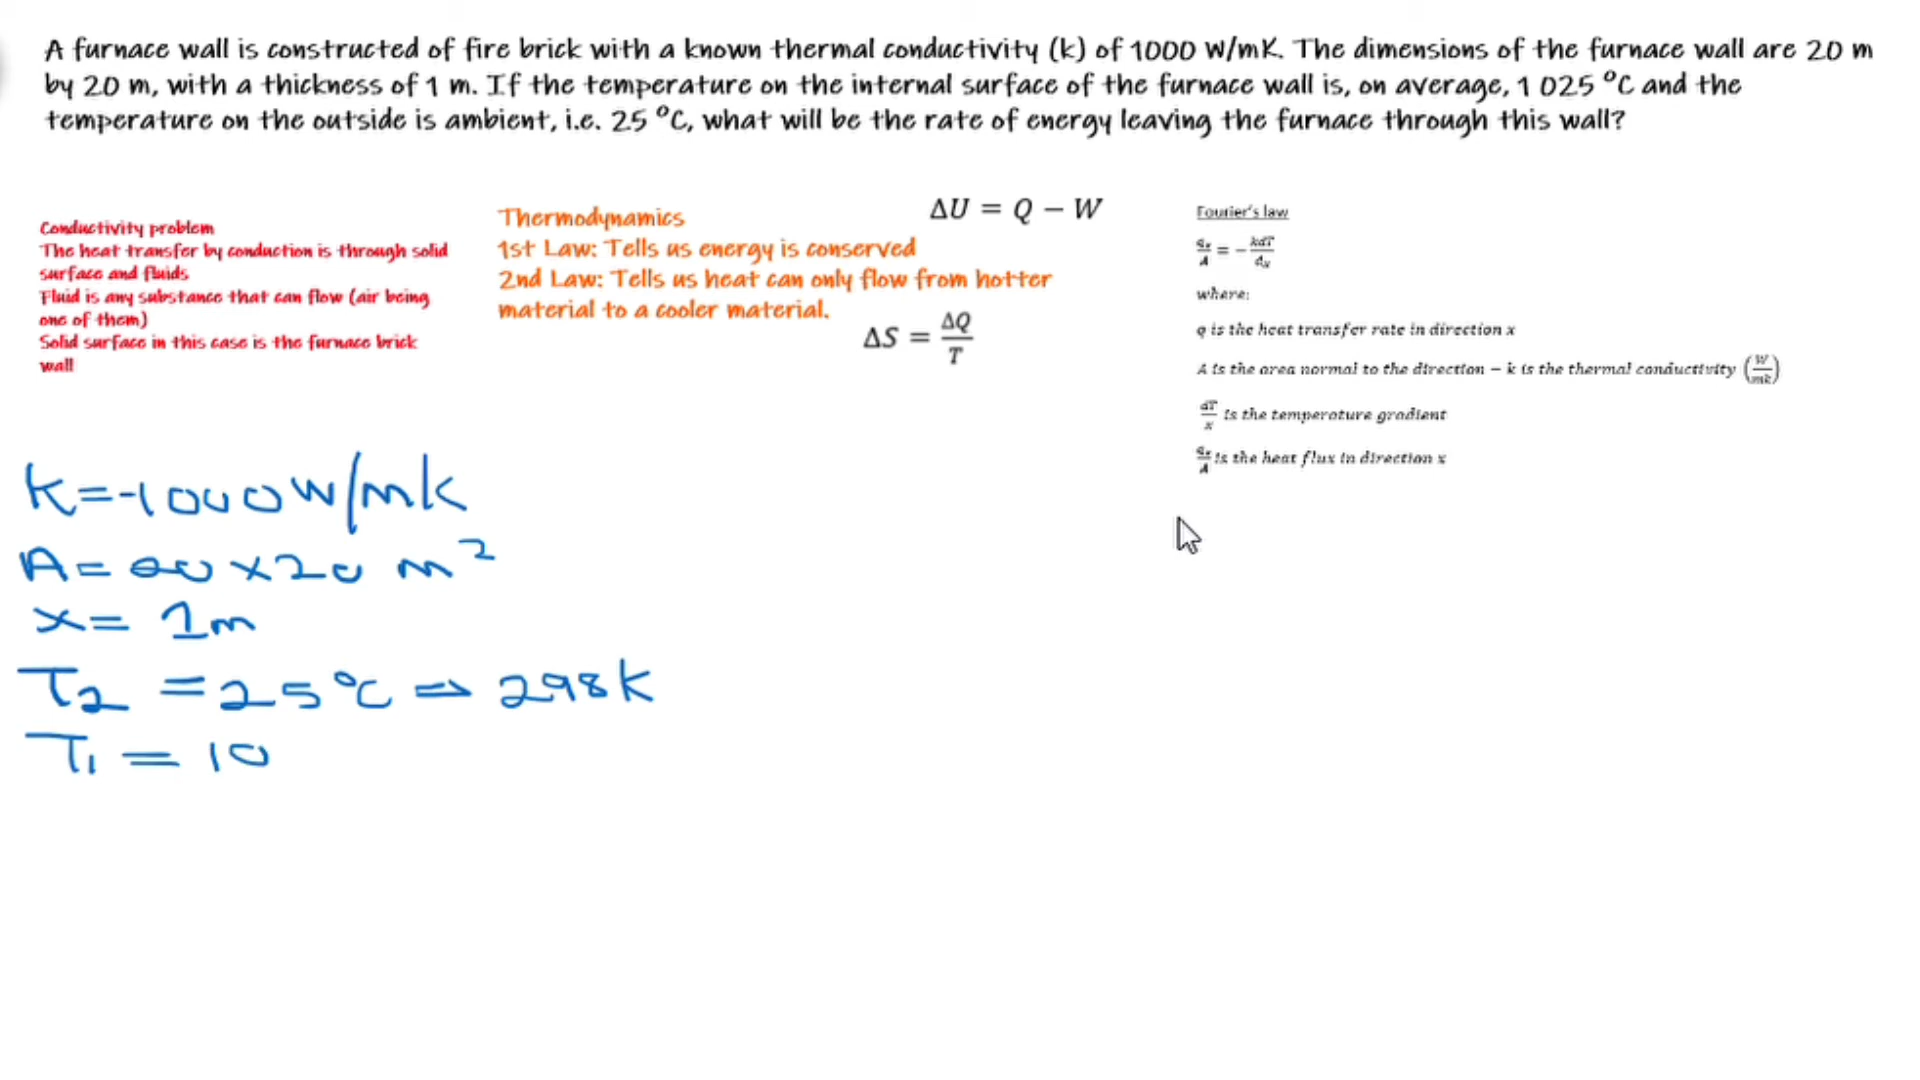 A furnace wall is constructed of fire brick with a known thermal conductivity (k) of 1000 W/mK. The dimensions of the furnace wall are 20 m
by 20 m, with a thickness of 1 m. If the temperature on the internal surface of the furnace wall is, on average, 1 025 °C and the
temperature on the outside is ambient, i.e. 25 °C, what will be the rate of energy leaving the furnace through this wall?
Conductivity problem
The heat transfer by conduction is through solid
surface and fluids
Fluid is any substance that can flow (air being
one of them)
Solid surface in this case is the furnace brick
wall
Thermodynamics
1st Law: Tells us energy is conserved
2nd Law: Tells us heat can only flow from hotter
material to a cooler material.
ΔU = Q − W
ΔS = ΔQ/T
Fourier's law
qx/A = − kdT/dx
where:
q is the heat transfer rate in direction x
A is the area normal to the direction − k is the thermal conductivity (W/mk)
dT/x is the temperature gradient
qx/A is the heat flux in direction x
K=-1000W/mk
A= 20x20 m²
x= 1m
T2 = 25°C ⇒ 298K
T1 = 10